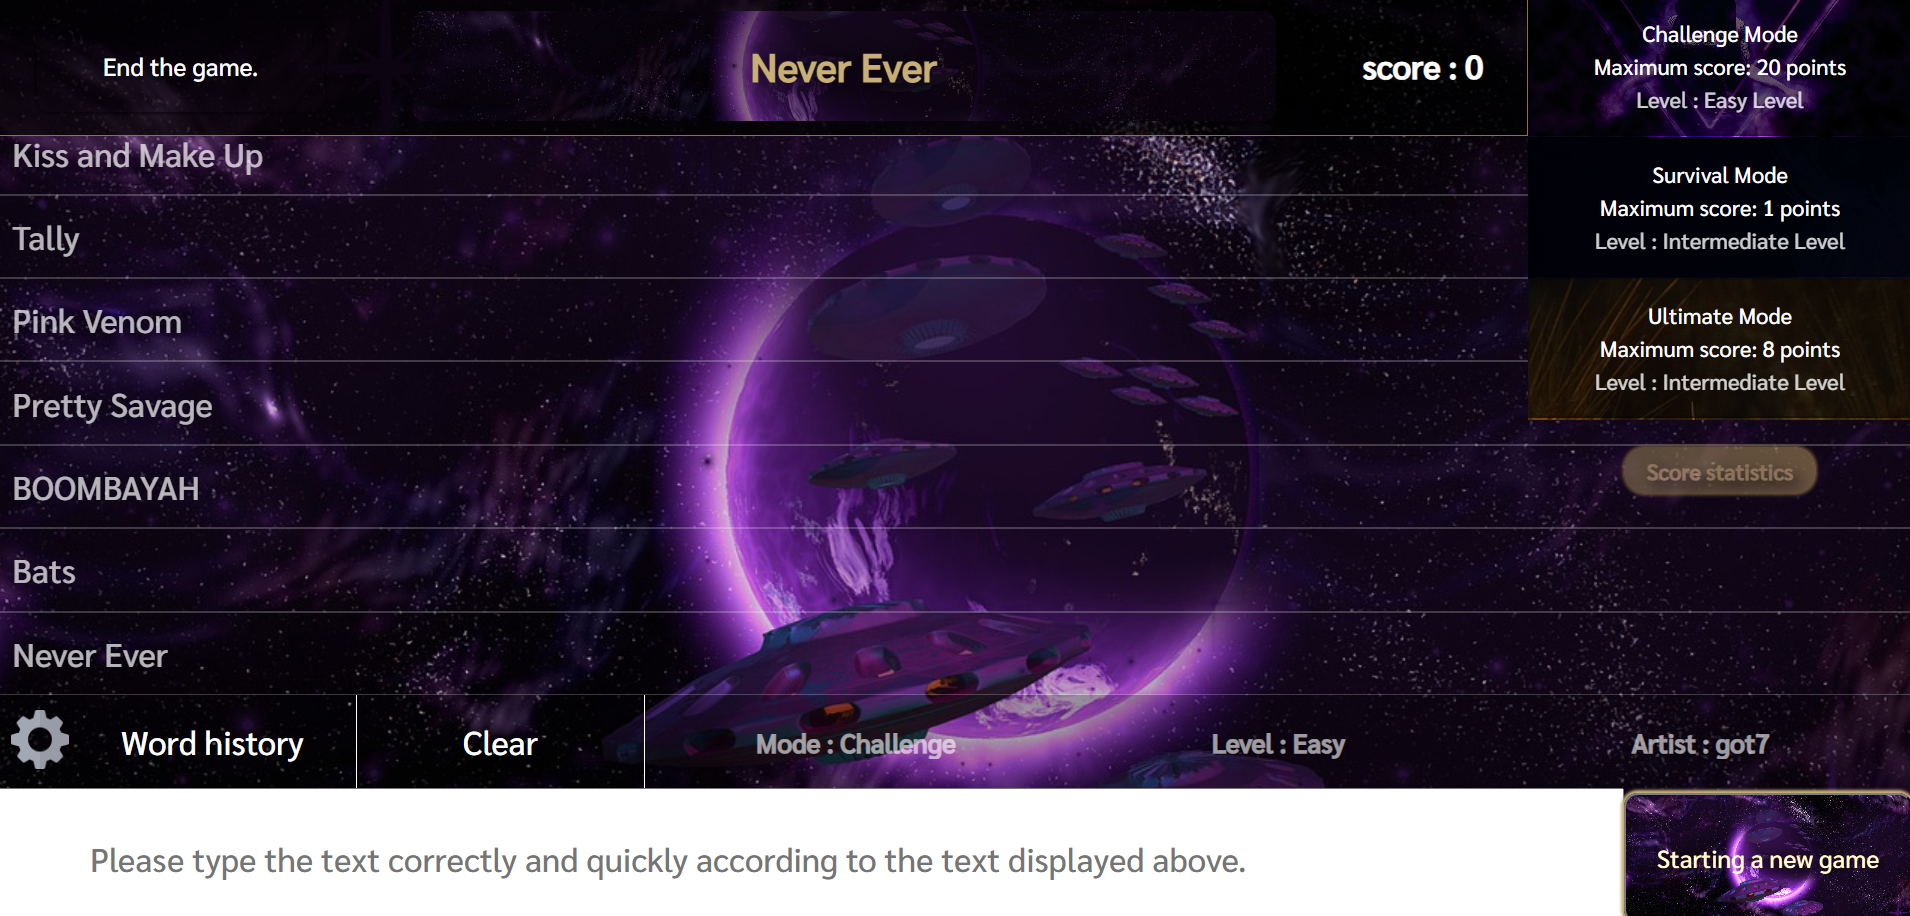 End the game.
Never Ever
score : 0
Challenge Mode
Maximum score: 20 points
Level : Easy Level
Survival Mode
Maximum score: 1 points
Level : Intermediate Level
Ultimate Mode
Maximum score: 8 points
Level : Intermediate Level
Score statistics
Kiss and Make Up
Tally
Pink Venom
Pretty Savage
BOOMBAYAH
Bats
Never Ever
Word history
Clear
Mode : Challenge
Level : Easy
Artist : got7
Please type the text correctly and quickly according to the text displayed above.
Starting a new game